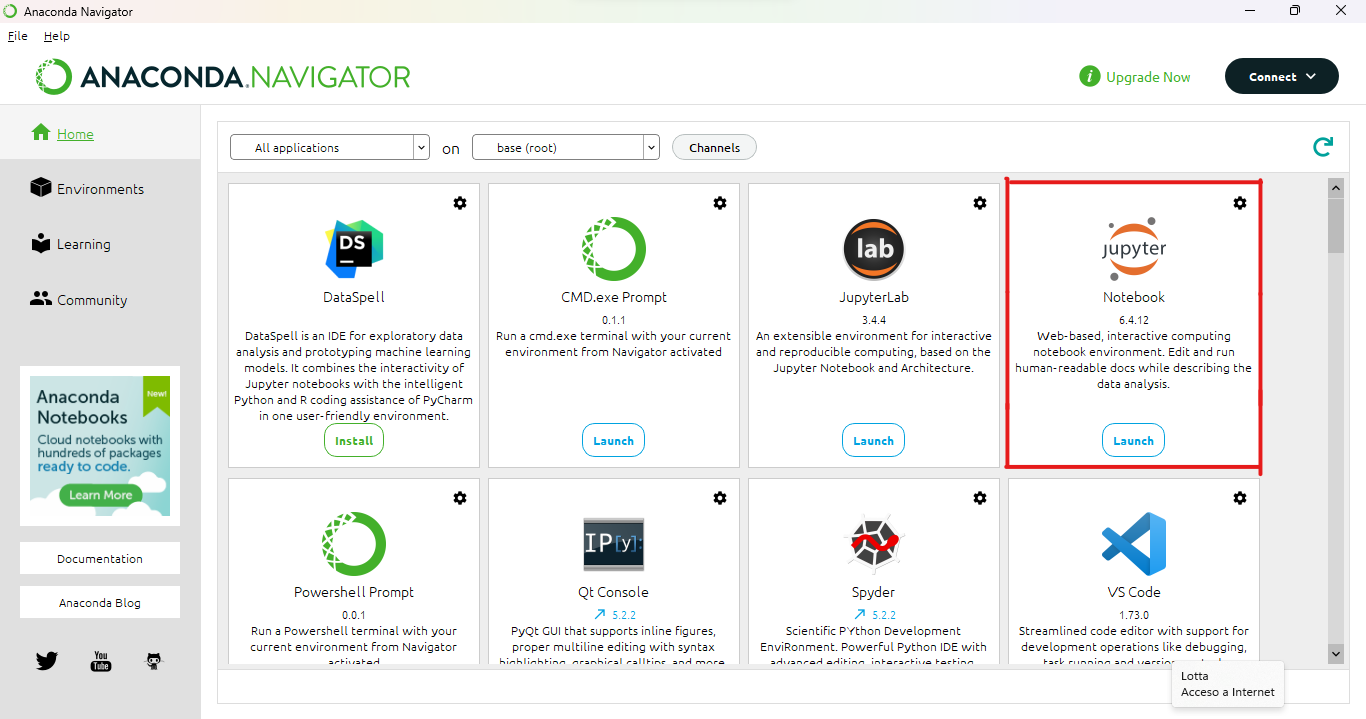 Anaconda Navigator
File Help
ANACONDA.NAVIGATOR
i Upgrade Now
Connect
Home
Environments
Learning
Community
Anaconda
Notebooks
New!
Cloud notebooks with
hundreds of packages
ready to code.
Learn More
Documentation
Anaconda Blog
You
Tube
All applications on base (root) Channels
DS
DataSpell
DataSpell is an IDE for exploratory data
analysis and prototyping machine learning
models. It combines the interactivity of
Jupyter notebooks with the intelligent
Python and R coding assistance of PyCharm
in one user-friendly environment.
Install
CMD.exe Prompt
0.1.1
Run a cmd.exe terminal with your current
environment from Navigator activated
Launch
lab
JupyterLab
3.4.4
An extensible environment for interactive
and reproducible computing, based on the
Jupyter Notebook and Architecture.
Launch
jupyter
Notebook
6.4.12
Web-based, interactive computing
notebook environment. Edit and run
human-readable docs while describing the
data analysis.
Launch
Powershell Prompt
0.0.1
Run a Powershell terminal with your
current environment from Navigator
activated
IP[y]:
Qt Console
5.2.2
PyQt GUI that supports inline figures,
proper multiline editing with syntax
highlighting, graphical calltips, and more
Spyder
5.2.2
Scientific PYthon Development
EnviRonment. Powerful Python IDE with
advanced editing, interactive testing,
VS Code
1.73.0
Streamlined code editor with support for
development operations like debugging,
task running and version
Lotta
Acceso a Internet